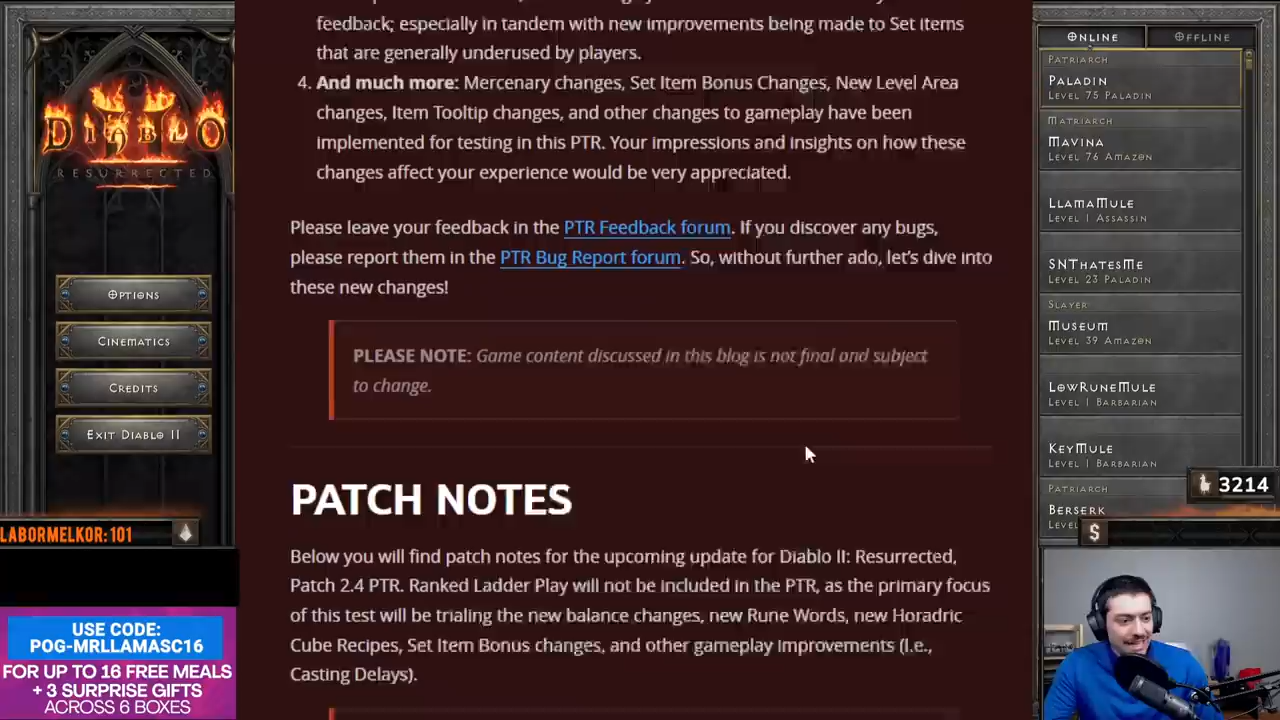 DIABLO
II
RESURRECTED
OPTIONS
CINEMATICS
CREDITS
EXIT DIABLO II
LABORMELKOR: 101
USE CODE:
POG-MRLLAMASC16
FOR UP TO 16 FREE MEALS
+ 3 SURPRISE GIFTS
ACROSS 6 BOXES
feedback; especially in tandem with new improvements being made to Set Items
that are generally underused by players.
4. And much more: Mercenary changes, Set Item Bonus Changes, New Level Area
changes, Item Tooltip changes, and other changes to gameplay have been
implemented for testing in this PTR. Your impressions and insights on how these
changes affect your experience would be very appreciated.
Please leave your feedback in the PTR Feedback forum. If you discover any bugs,
please report them in the PTR Bug Report forum. So, without further ado, let's dive into
these new changes!
PLEASE NOTE: Game content discussed in this blog is not final and subject
to change.
PATCH NOTES
Below you will find patch notes for the upcoming update for Diablo II: Resurrected,
Patch 2.4 PTR. Ranked Ladder Play will not be included in the PTR, as the primary focus
of this test will be trialing the new balance changes, new Rune Words, new Horadric
Cube Recipes, Set Item Bonus changes, and other gameplay improvements (I.e.,
Casting Delays).
ONLINE
OFFLINE
PATRIARCH
PALADIN
LEVEL 75 PALADIN
MATRIARCH
MAVINA
LEVEL 76 AMAZON
LLAMAMULE
LEVEL 1 ASSASSIN
SNTHATESME
LEVEL 23 PALADIN
SLAYER
MUSEUM
LEVEL 39 AMAZON
LOWRUNEMULE
LEVEL 1 BARBARIAN
KEYMULE
LEVEL 1 BARBARIAN
PATRIARCH
BERSERK
3214
$